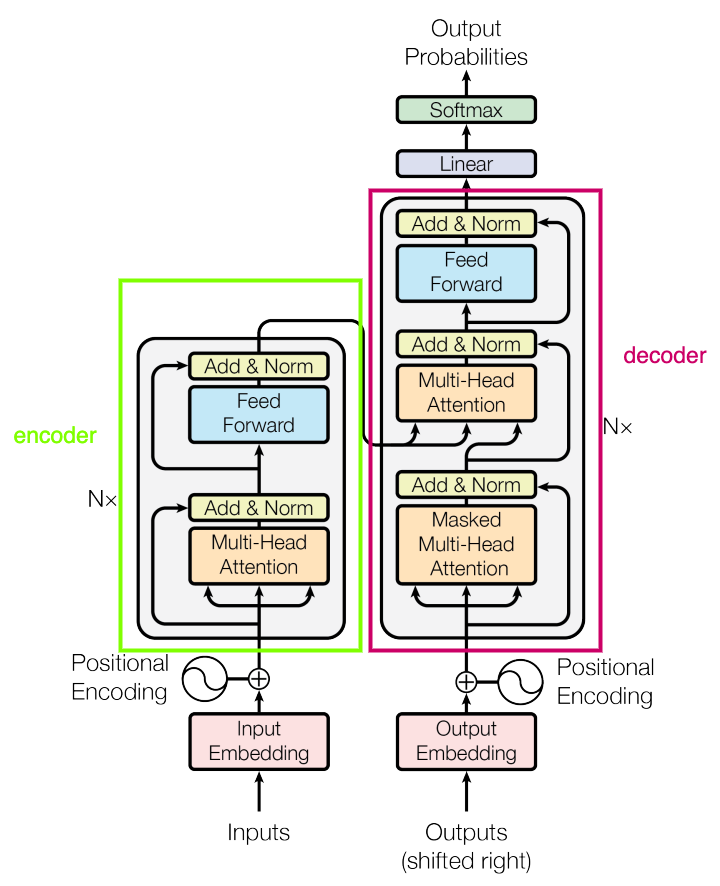 Output
Probabilities
Softmax
Linear
Add & Norm
Feed
Forward
Add & Norm
Multi-Head
Attention
decoder
N×
Add & Norm
Masked
Multi-Head
Attention
Add & Norm
Feed
Forward
encoder
N×
Add & Norm
Multi-Head
Attention
Positional
Encoding
Positional
Encoding
Input
Embedding
Output
Embedding
Inputs
Outputs
(shifted right)